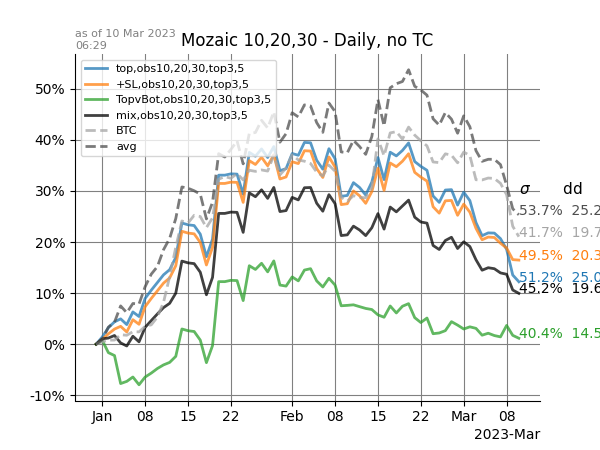 as of 10 Mar 2023
06:29
Mozaic 10,20,30 - Daily, no TC
top,obs10,20,30,top3,5
+SL,obs10,20,30,top3,5
TopvBot,obs10,20,30,top3,5
mix,obs10,20,30,top3,5
BTC
avg
50%
40%
30%
20%
10%
0%
-10%
σ dd
53.7% 25.2
41.7% 19.7
49.5% 20.3
51.2% 25.0
45.2% 19.6
40.4% 14.5
Jan 08 15 22 Feb 08 15 22 Mar 08
2023-Mar